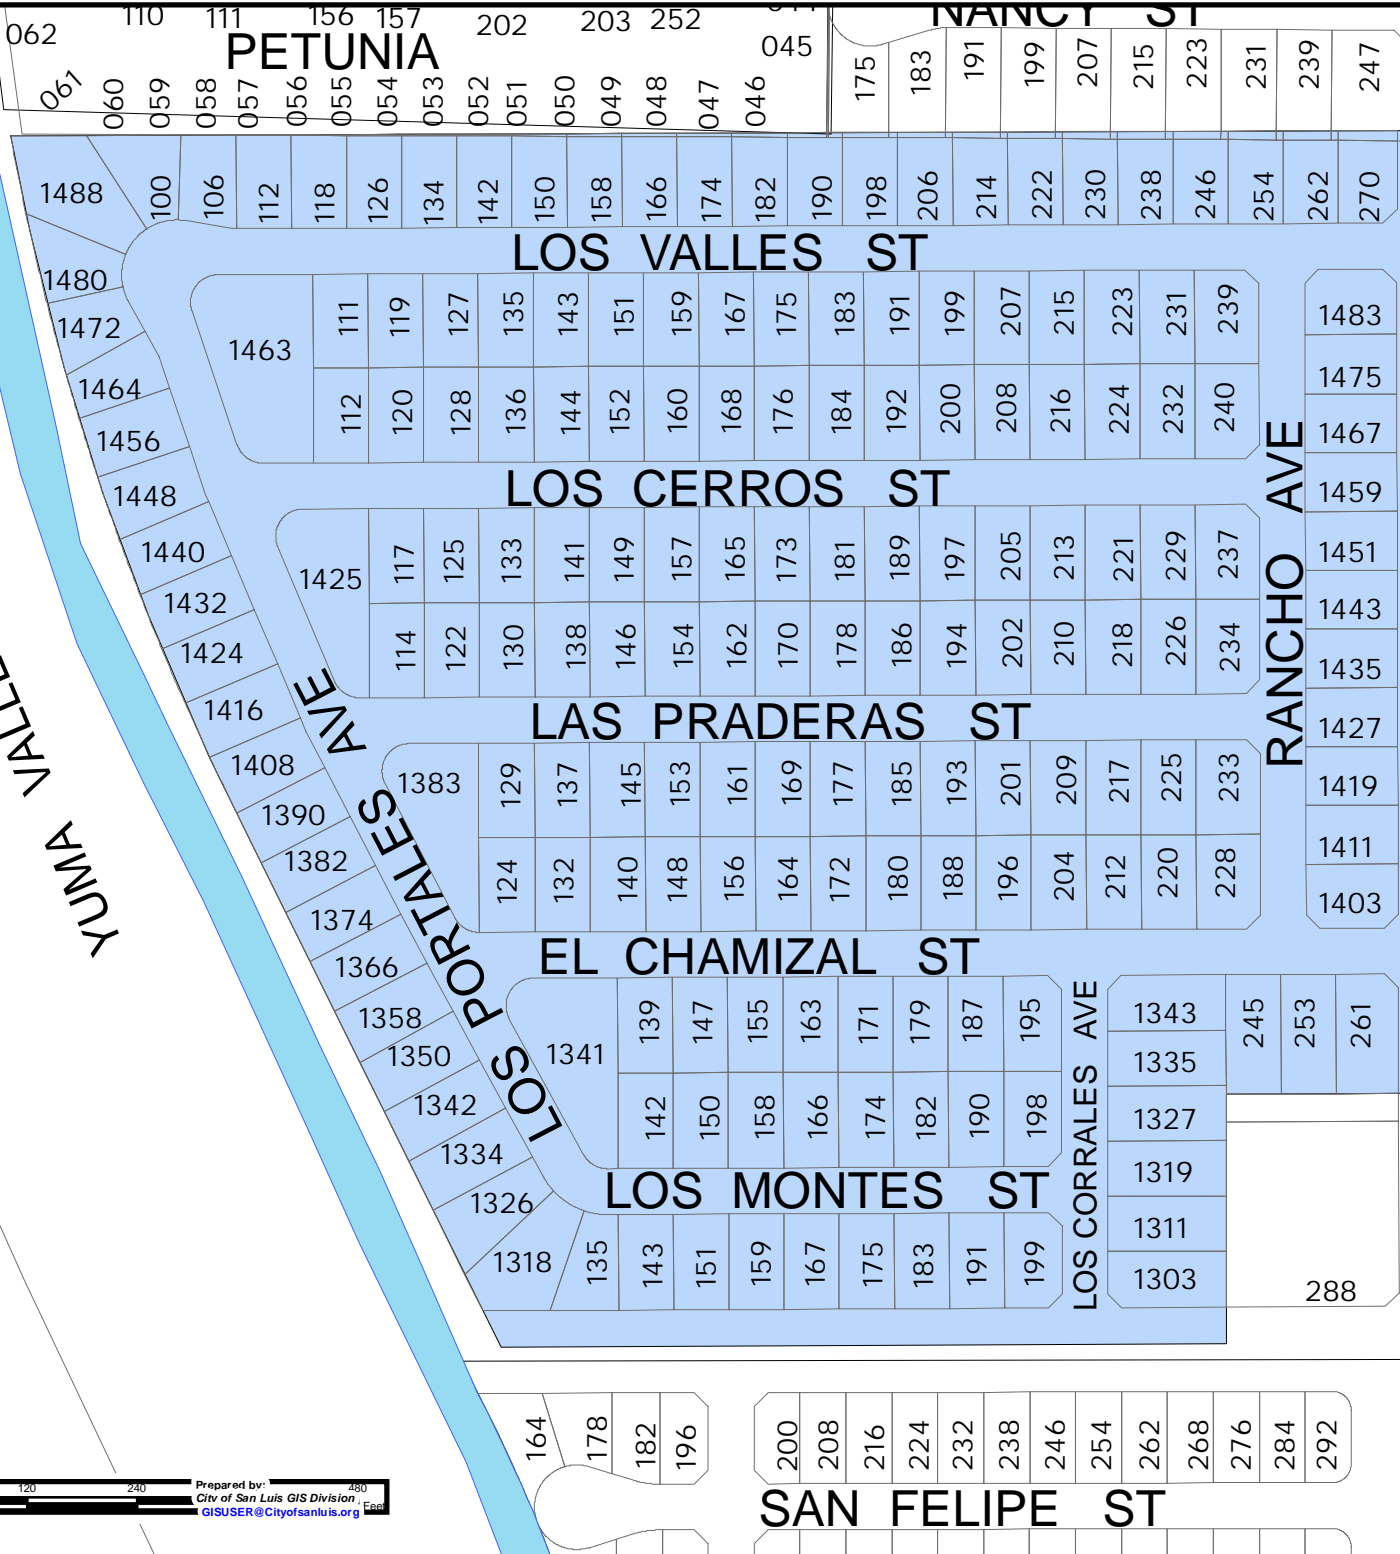 NANCY ST
110 111 156 157 202 203 252
062 PETUNIA 045
061 060 059 058 057 056 055 054 053 052 051 050 049 048 047 046
175 183 191 199 207 215 223 231 239 247
1488 100 106 112 118 126 134 142 150 158 166 174 182 190 198 206 214 222 230 238 246 254 262 270
LOS VALLES ST
1480
1472
1464
1456
1448
1440
1432
1424
1416
1408
1390
1382
1374
1366
1358
1350
1342
1334
1326
1318
1463
111 119 127 135 143 151 159 167 175 183 191 199 207 215 223 231 239
112 120 128 136 144 152 160 168 176 184 192 200 208 216 224 232 240
LOS CERROS ST
1425
117 125 133 141 149 157 165 173 181 189 197 205 213 221 229 237
114 122 130 138 146 154 162 170 178 186 194 202 210 218 226 234
LAS PRADERAS ST
1383
129 137 145 153 161 169 177 185 193 201 209 217 225 233
124 132 140 148 156 164 172 180 188 196 204 212 220 228
EL CHAMIZAL ST
1341
139 147 155 163 171 179 187 195
142 150 158 166 174 182 190 198
LOS MONTES ST
135 143 151 159 167 175 183 191 199
LOS PORTALES AVE
RANCHO AVE
1483
1475
1467
1459
1451
1443
1435
1427
1419
1411
1403
LOS CORRALES AVE
1343
1335
1327
1319
1311
1303
245 253 261
288
YUMA
164 178 182 196 200 208 216 224 232 238 246 254 262 268 276 284 292
SAN FELIPE ST
120 240 480
Feet
Prepared by:
City of San Luis GIS Division
GISUSER@Cityofsanluis.org